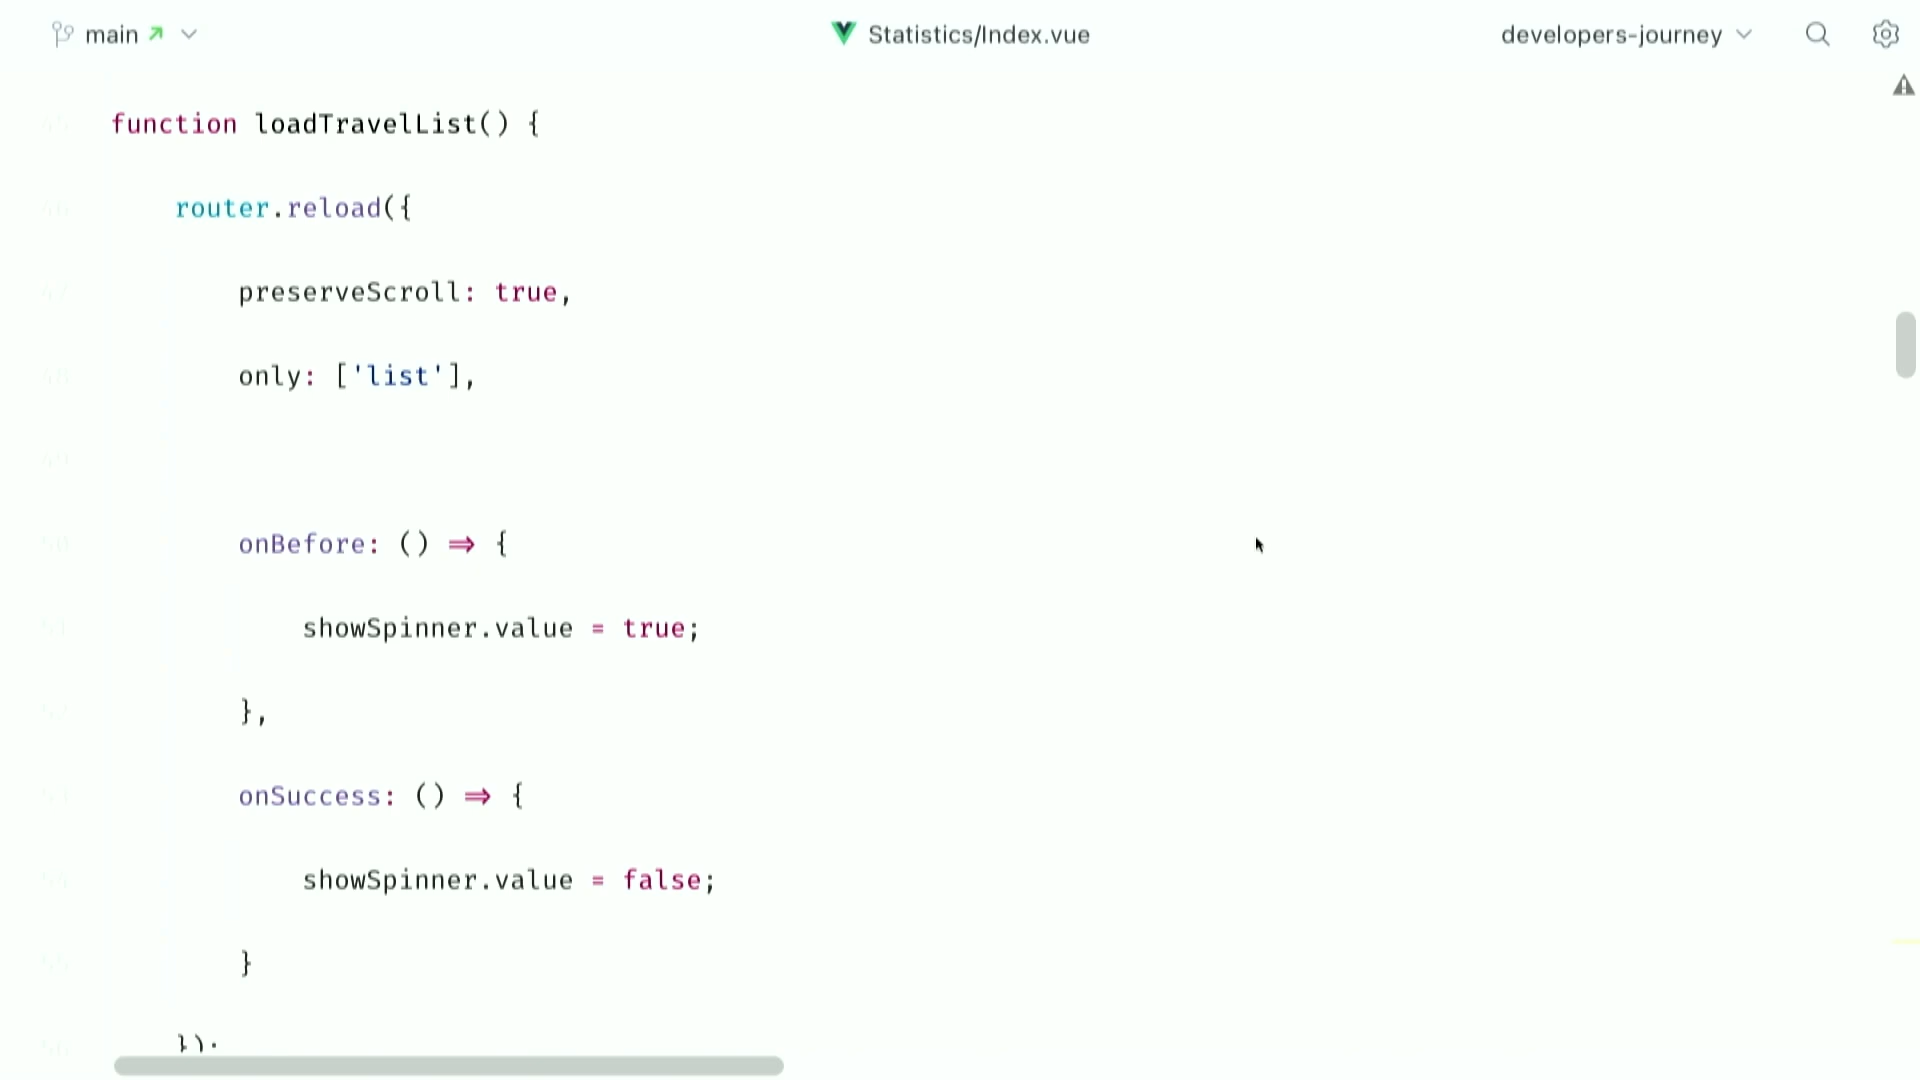 main
Statistics/Index.vue
developers-journey
function loadTravelList() {
router.reload({
preserveScroll: true,
only: ['list'],
onBefore: () => {
showSpinner.value = true;
},
onSuccess: () => {
showSpinner.value = false;
}
});